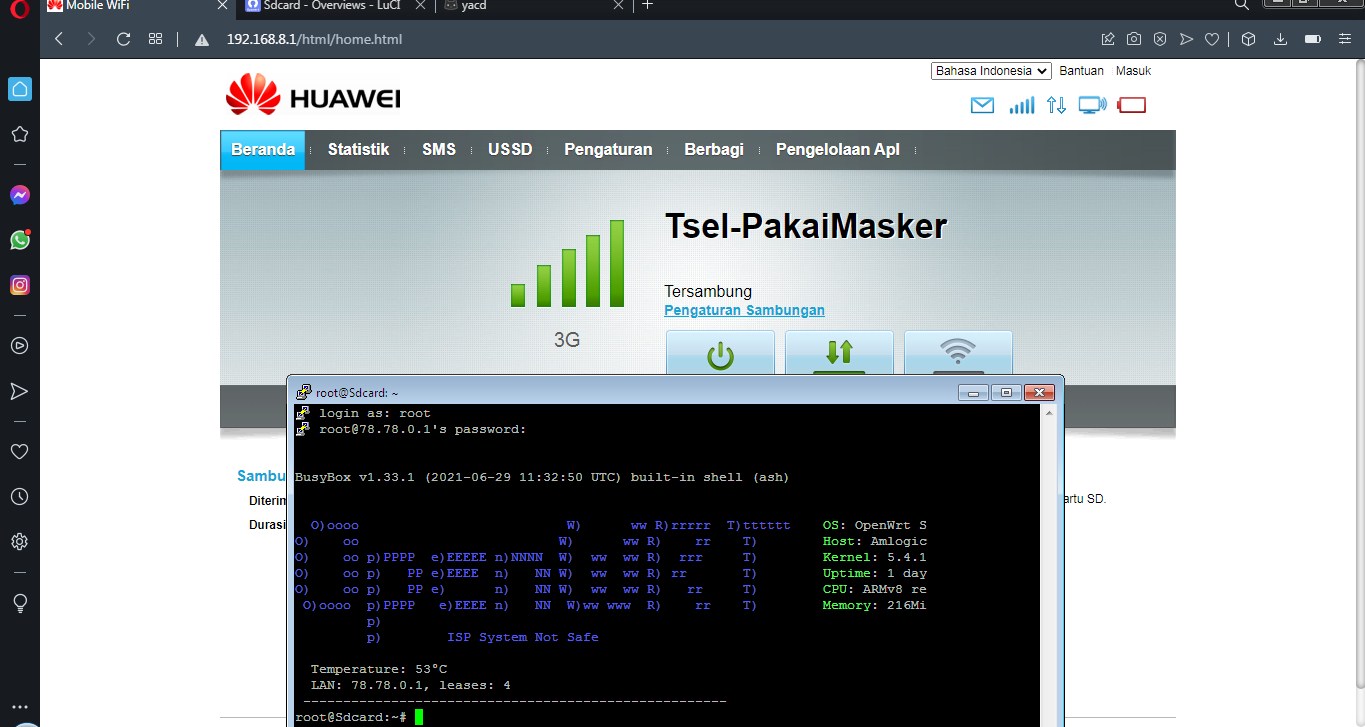 Mobile WiFi
Sdcard - Overviews - LuCI
yacd
192.168.8.1/html/home.html
Bahasa Indonesia Bantuan Masuk
HUAWEI
Beranda Statistik SMS USSD Pengaturan Berbagi Pengelolaan Apl
Tsel-PakaiMasker
Tersambung
Pengaturan Sambungan
3G
root@Sdcard: ~
login as: root
root@78.78.0.1's password:
Sambu
BusyBox v1.33.1 (2021-06-29 11:32:50 UTC) built-in shell (ash)
Diterim
artu SD.
Durasi
O)oooo W) ww R)rrrrr T)tttttt OS: OpenWrt S
O) oo W) ww R) rr T) Host: Amlogic
O) oo p)PPPP e)EEEEE n)NNNN W) ww ww R) rrr T) Kernel: 5.4.1
O) oo p) PP e)EEEE n) NN W) ww ww R) rr T) Uptime: 1 day
O) oo p) PP e) n) NN W) ww ww R) rr T) CPU: ARMv8 re
O)oooo p)PPPP e)EEEE n) NN W)ww www R) rr T) Memory: 216Mi
p)
p) ISP System Not Safe
Temperature: 53°C
LAN: 78.78.0.1, leases: 4
-----------------------------------------------------
root@Sdcard:~#